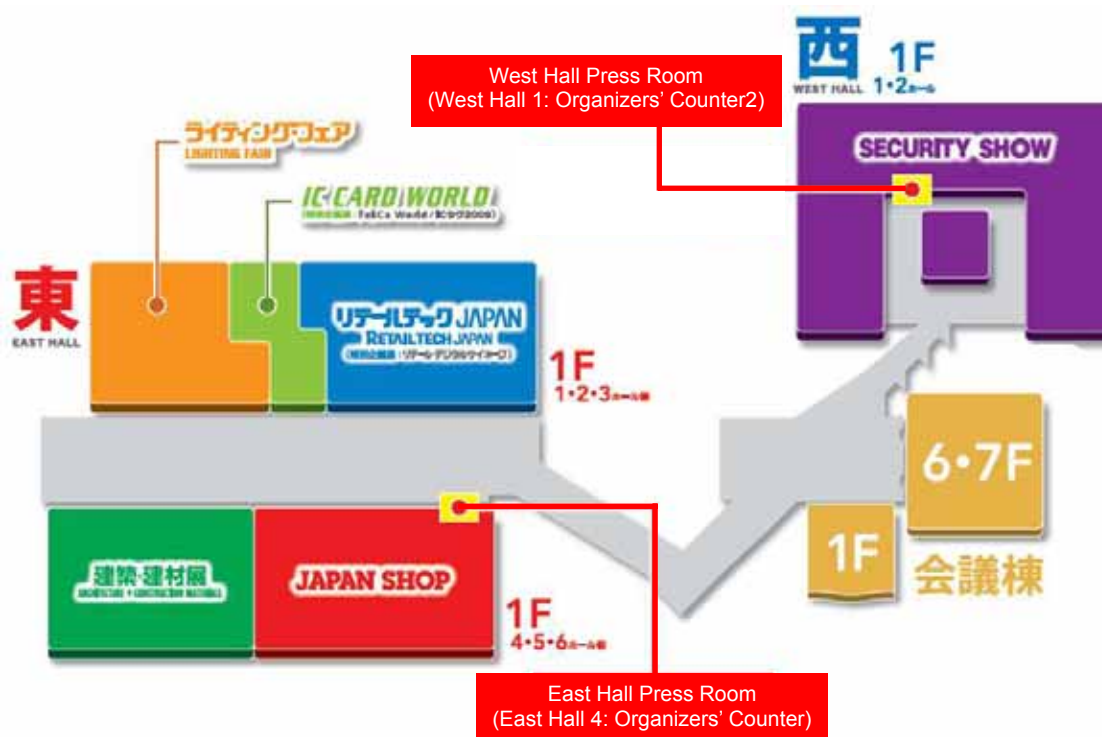 West Hall Press Room
(West Hall 1: Organizers' Counter2)
西
WEST HALL
1F
1・2ホール
SECURITY SHOW
ライティング・フェア
LIGHTING FAIR
IC CARD WORLD
東
EAST HALL
リテールテック JAPAN
RETAILTECH JAPAN
1F
1・2・3ホール
6・7F
1F
会議棟
建築・建材展
ARCHITECTURE + CONSTRUCTION MATERIALS
JAPAN SHOP
1F
4・5・6ホール
East Hall Press Room
(East Hall 4: Organizers' Counter)